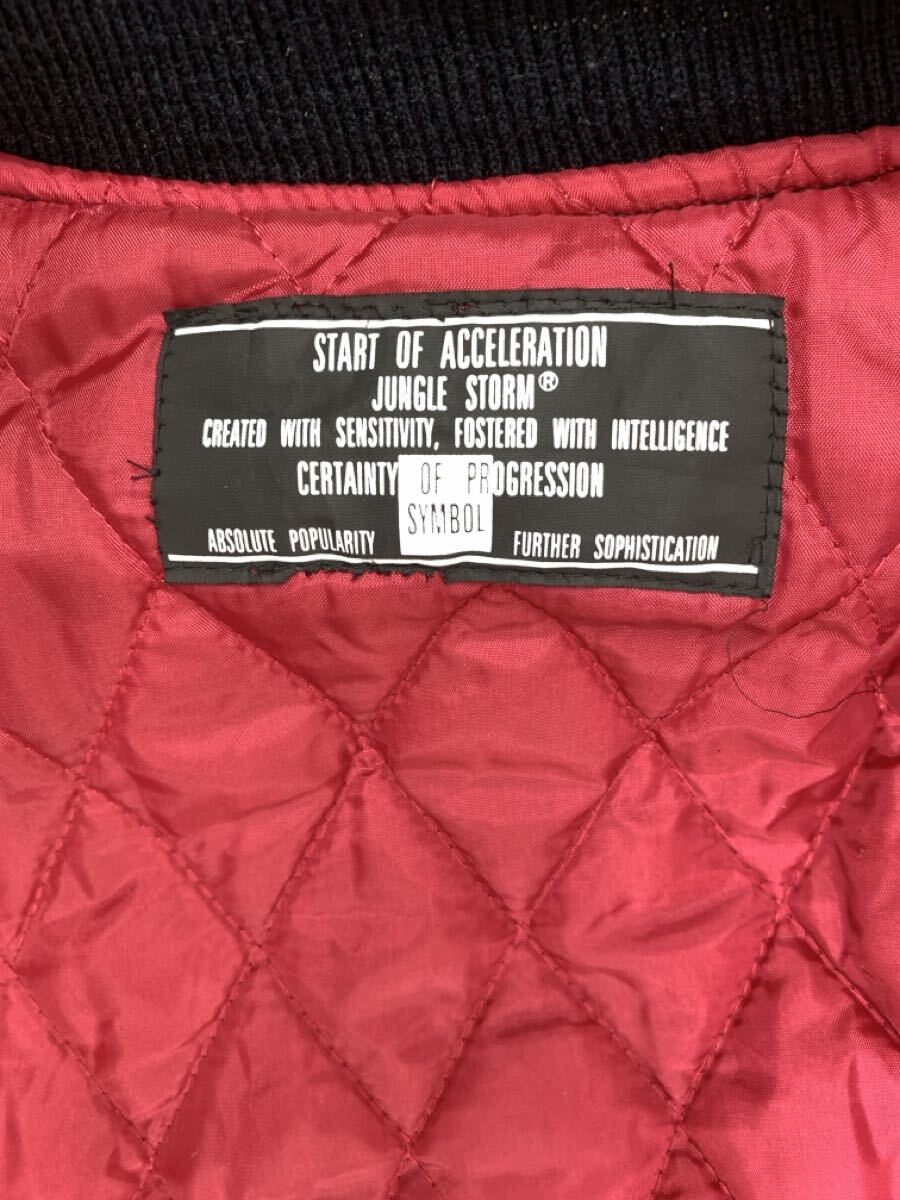 START OF ACCELERATION
JUNGLE STORM®
CREATED WITH SENSITIVITY, FOSTERED WITH INTELLIGENCE
CERTAINTY OF PROGRESSION
SYMBOL
ABSOLUTE POPULARITY FURTHER SOPHISTICATION